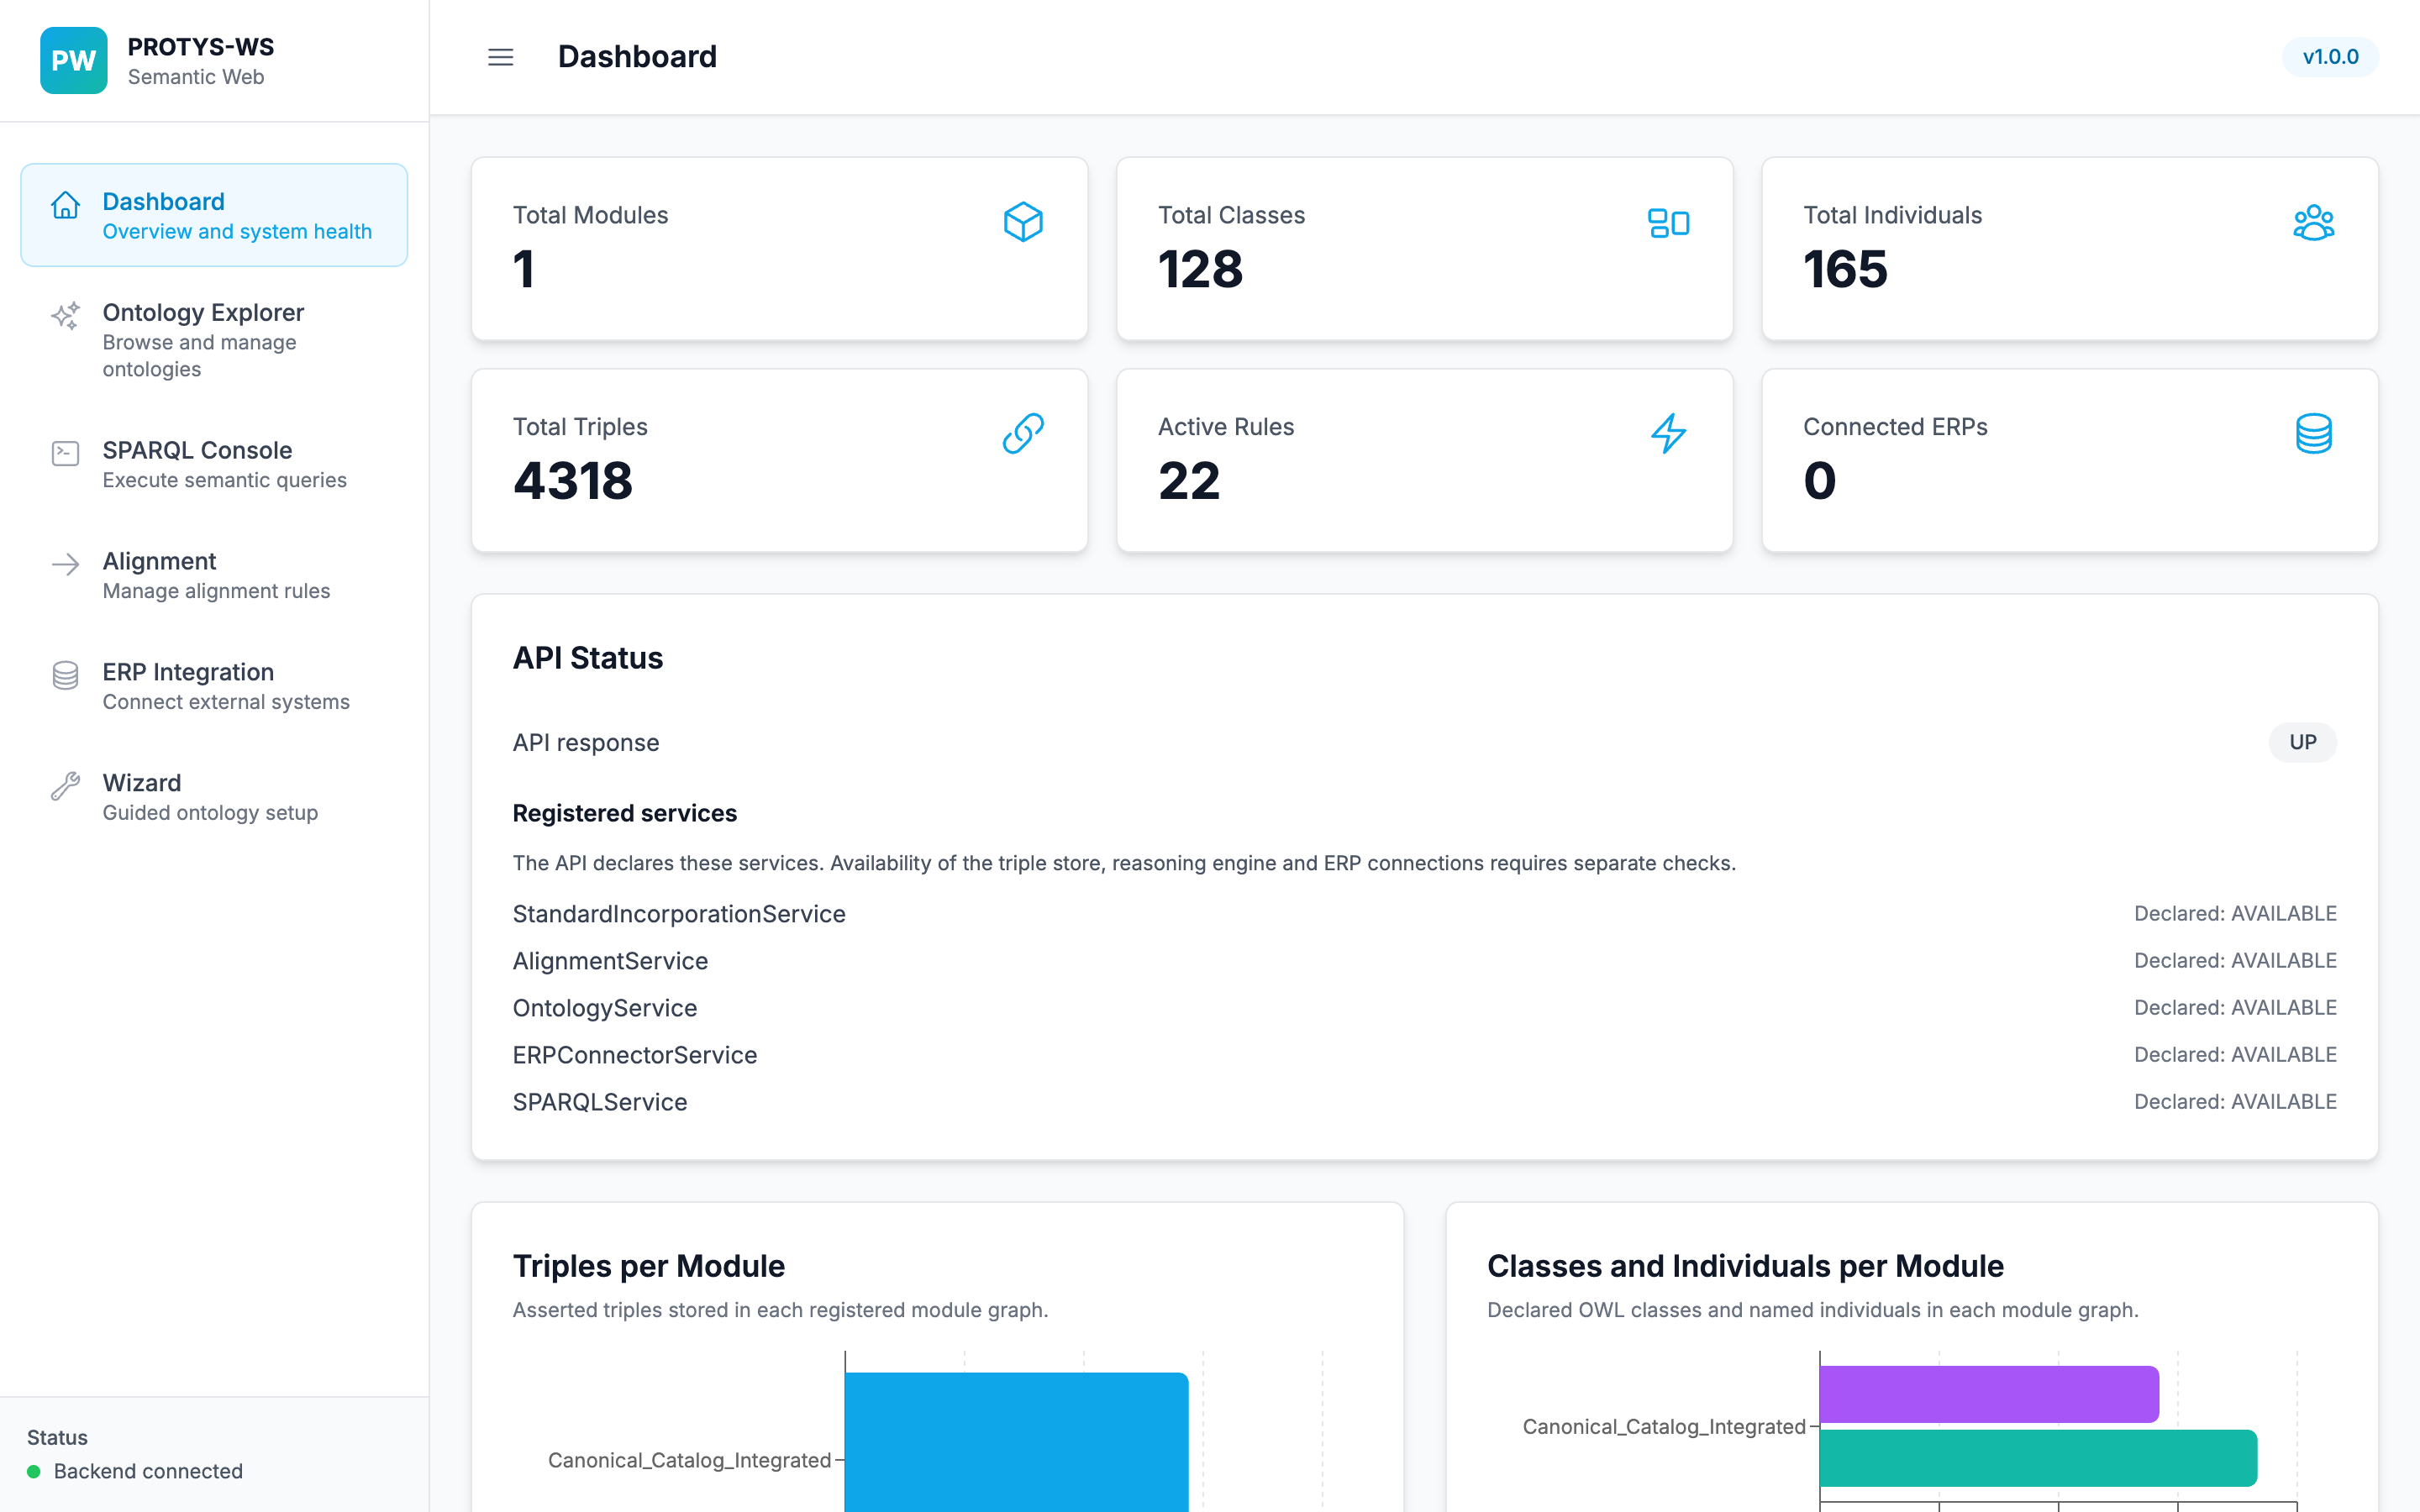 PW
PROTYS-WS
Semantic Web
Dashboard
Overview and system health
Ontology Explorer
Browse and manage
ontologies
SPARQL Console
Execute semantic queries
Alignment
Manage alignment rules
ERP Integration
Connect external systems
Wizard
Guided ontology setup
Status
Backend connected
Dashboard
v1.0.0
Total Modules
1
Total Classes
128
Total Individuals
165
Total Triples
4318
Active Rules
22
Connected ERPs
0
API Status
API response
UP
Registered services
The API declares these services. Availability of the triple store, reasoning engine and ERP connections requires separate checks.
StandardIncorporationService
Declared: AVAILABLE
AlignmentService
Declared: AVAILABLE
OntologyService
Declared: AVAILABLE
ERPConnectorService
Declared: AVAILABLE
SPARQLService
Declared: AVAILABLE
Triples per Module
Asserted triples stored in each registered module graph.
Canonical_Catalog_Integrated
Classes and Individuals per Module
Declared OWL classes and named individuals in each module graph.
Canonical_Catalog_Integrated